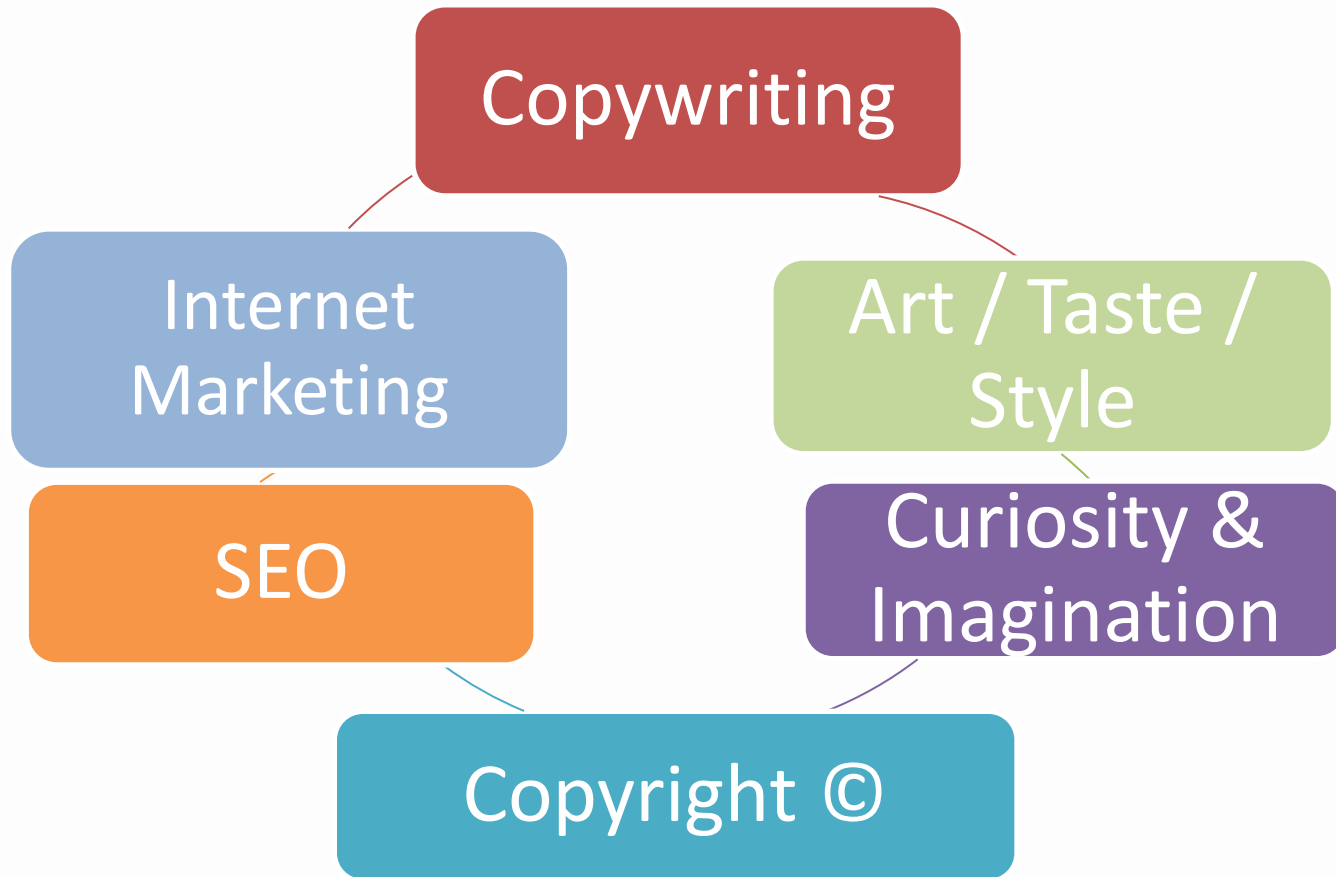 Copywriting
Internet
Marketing
Art / Taste /
Style
SEO
Curiosity &
Imagination
Copyright ©